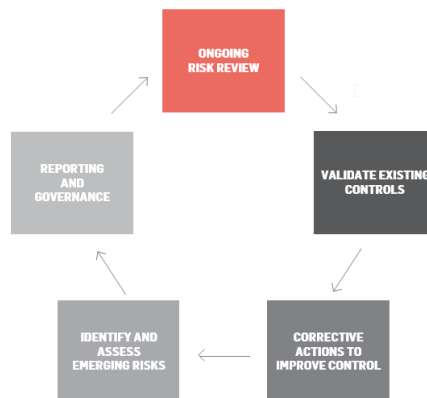 ONGOING
RISK REVIEW
VALIDATE EXISTING
CONTROLS
CORRECTIVE
ACTIONS TO
IMPROVE CONTROL
IDENTIFY AND
ASSESS
EMERGING RISKS
REPORTING
AND
GOVERNANCE